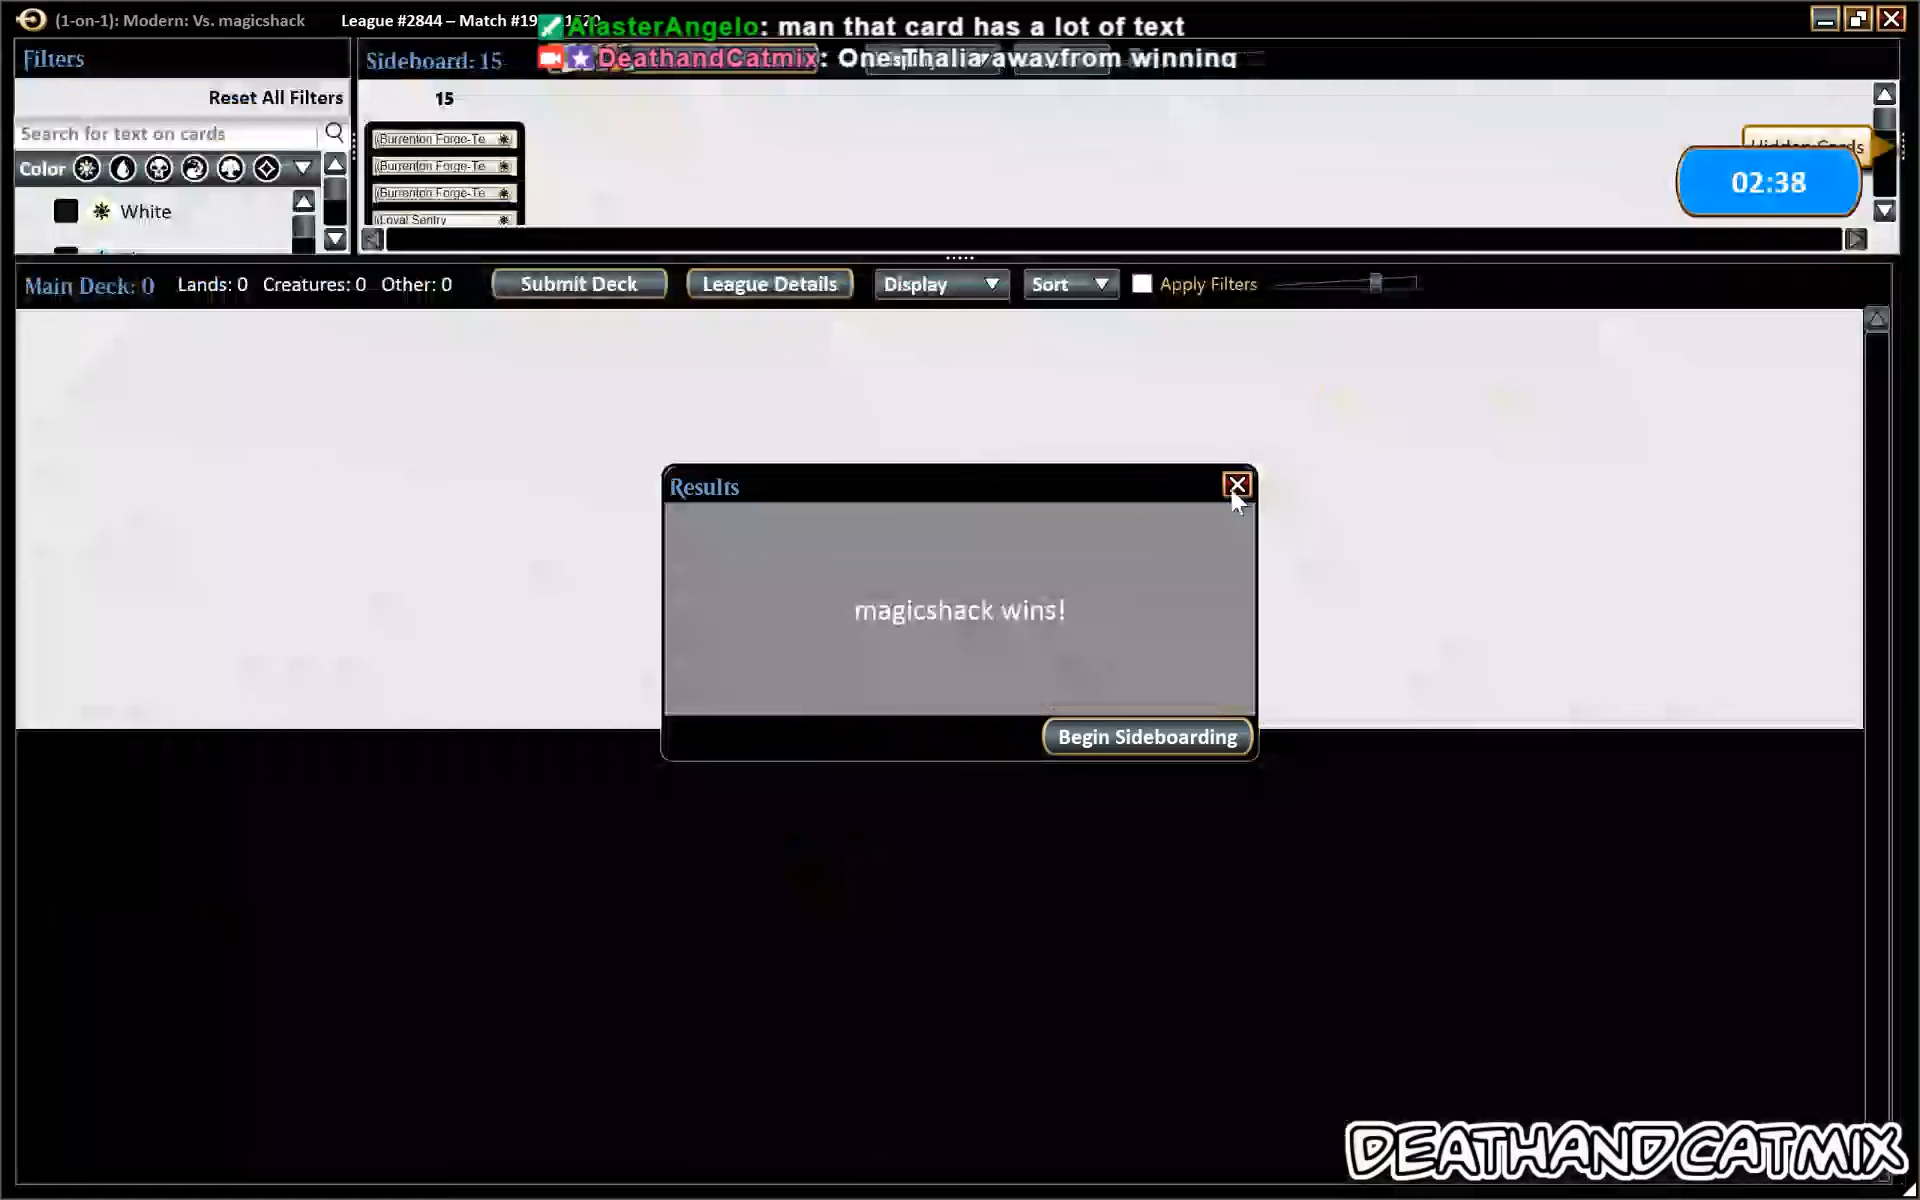 (1-on-1): Modern: Vs. magicshack
League #2844 – Match #19
AlasterAngelo: man that card has a lot of text
DeathandCatmix: One Thalia awayfrom winning
Filters
Sideboard: 15
Reset All Filters
15
Search for text on cards
(Burrenton Forge-Te
(Burrenton Forge-Te
(Burrenton Forge-Te
(Loyal Sentry
Hidden Cards
Color
02:38
White
Main Deck: 0 Lands: 0 Creatures: 0 Other: 0 Submit Deck League Details Display Sort Apply Filters
Results
magicshack wins!
Begin Sideboarding
DEATHANDCATMIX